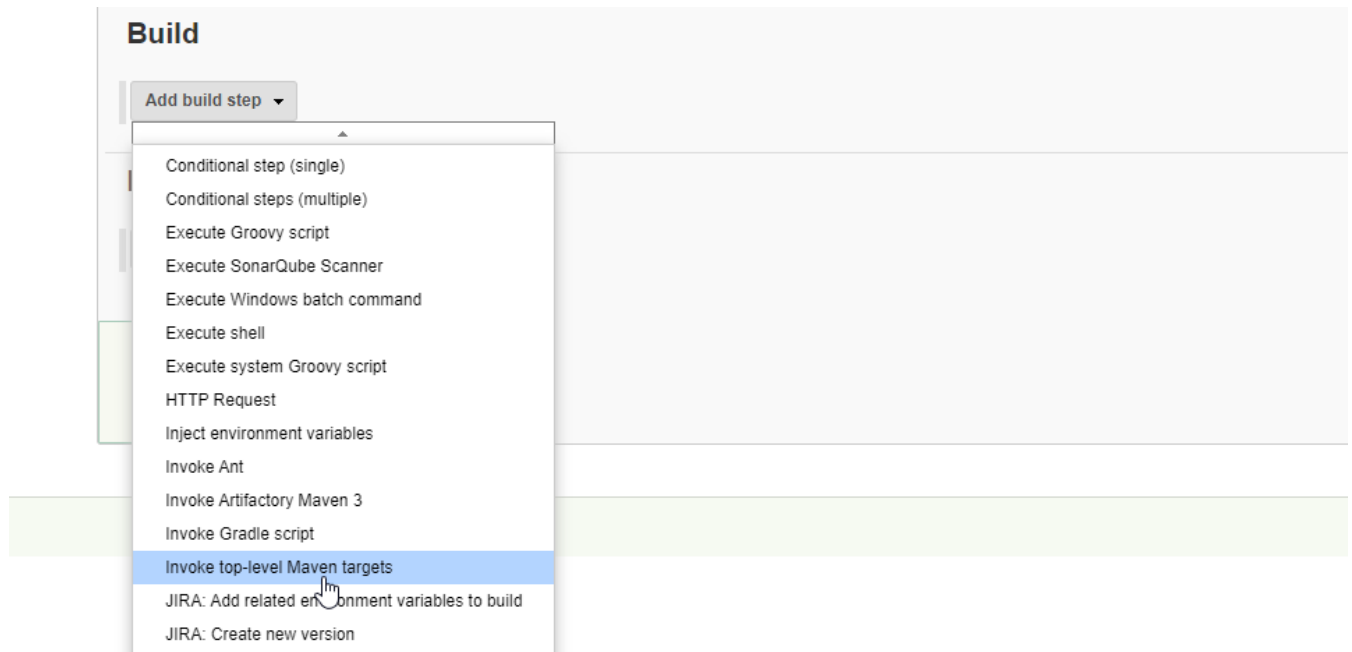 Build
Add build step
Conditional step (single)
Conditional steps (multiple)
Execute Groovy script
Execute SonarQube Scanner
Execute Windows batch command
Execute shell
Execute system Groovy script
HTTP Request
Inject environment variables
Invoke Ant
Invoke Artifactory Maven 3
Invoke Gradle script
Invoke top-level Maven targets
JIRA: Add related environment variables to build
JIRA: Create new version